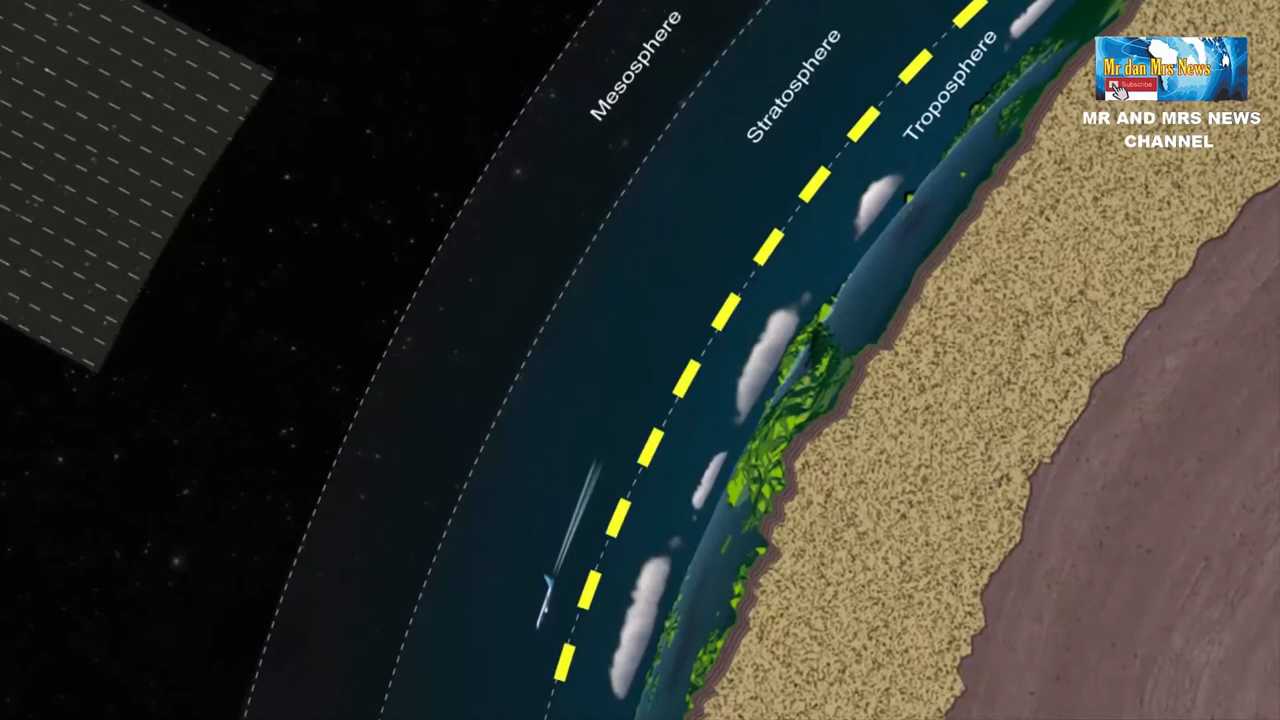 Mesosphere
Stratosphere
Troposphere
Mr dan Mrs News
Subscribe
MR AND MRS NEWS
CHANNEL